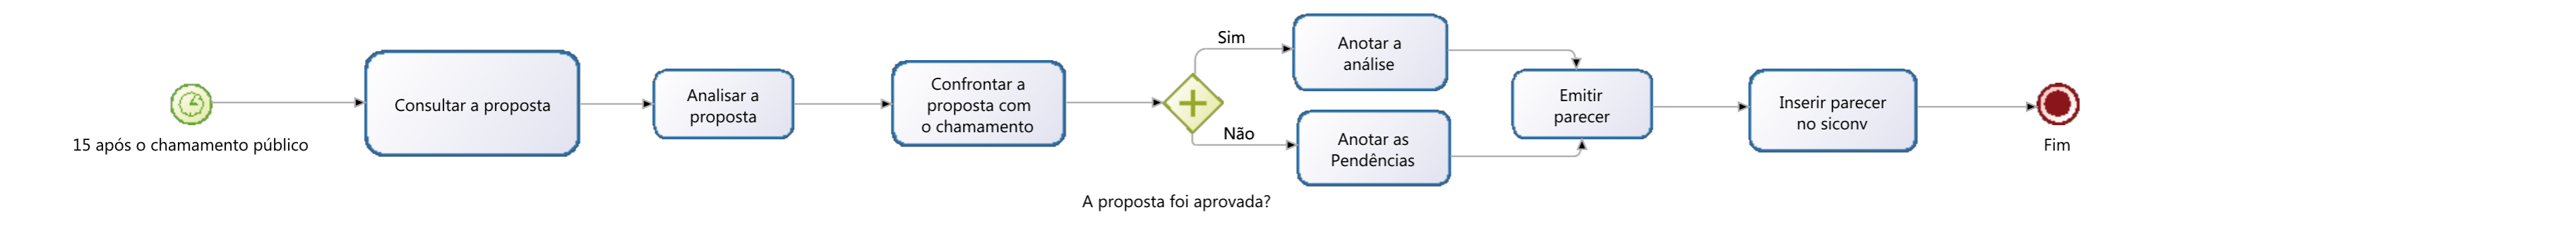 15 após o chamamento público
Consultar a proposta
Analisar a
proposta
Confrontar a
proposta com
o chamamento
A proposta foi aprovada?
Sim
Não
Anotar a
análise
Anotar as
Pendências
Emitir
parecer
Inserir parecer
no siconv
Fim